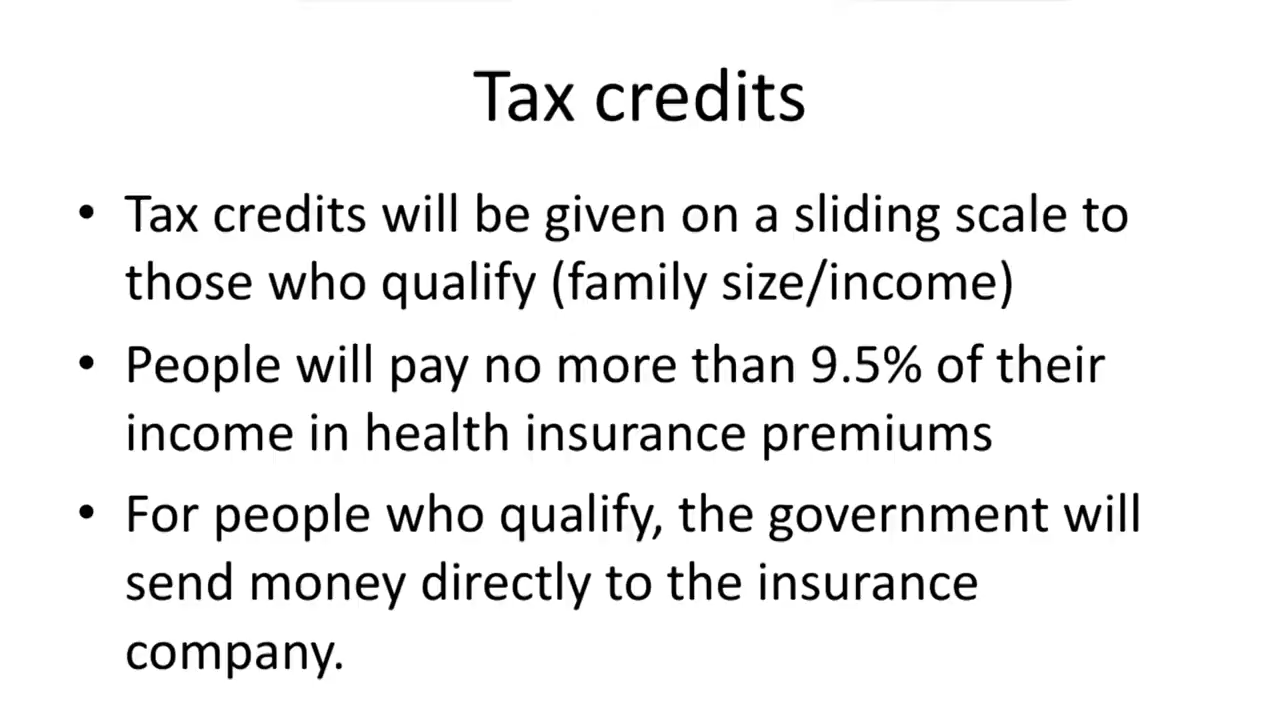 Tax credits
• Tax credits will be given on a sliding scale to
those who qualify (family size/income)
• People will pay no more than 9.5% of their
income in health insurance premiums
• For people who qualify, the government will
send money directly to the insurance
company.